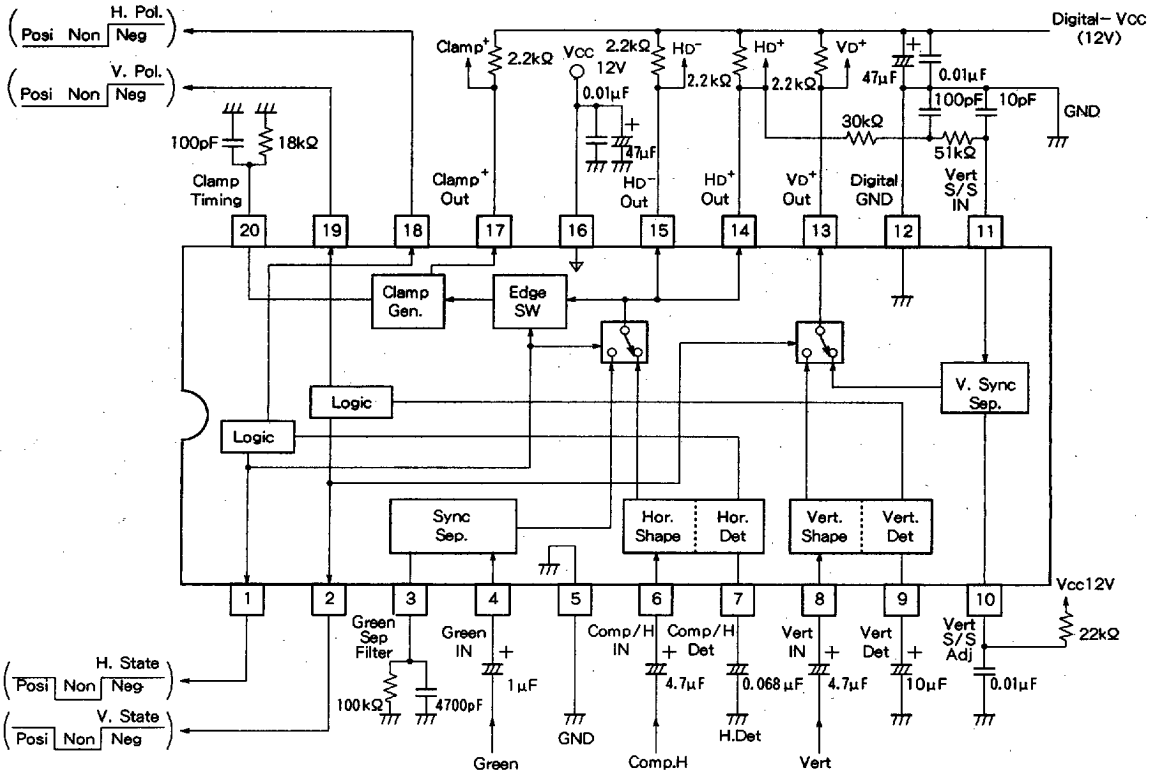 H. Pol.
Posi Non Neg
V. Pol.
Posi Non Neg
Digital-VCC
(12V)
Clamp+
2.2kΩ
VCC
12V
0.01μF
47μF
2.2kΩ
HD-
2.2kΩ
HD+
2.2kΩ
VD+
47μF
0.01μF
100pF
10pF
GND
30kΩ
51kΩ
100pF
18kΩ
Clamp
Timing
Clamp+
Out
HD- Out
HD+
Out
VD+
Out
Digital
GND
Vert
S/S
IN
20
19
18
17
16
15
14
13
12
11
Clamp
Gen.
Edge
SW
Logic
Logic
V. Sync
Sep.
Sync
Sep.
Hor.
Shape
Hor.
Det
Vert.
Shape
Vert.
Det
1
2
3
4
5
6
7
8
9
10
Green
Sep
Filter
Green
IN
Comp/H
IN
Comp/H
Det
Vert
IN
Vert
Det
Vert
S/S
Adj
Vcc12V
22kΩ
H. State
Posi Non Neg
V. State
Posi Non Neg
100kΩ
4700pF
1μF
GND
4.7μF
0.068μF
4.7μF
10μF
0.01μF
H.Det
Green
Comp.H
Vert
+
+
+
+
+
+